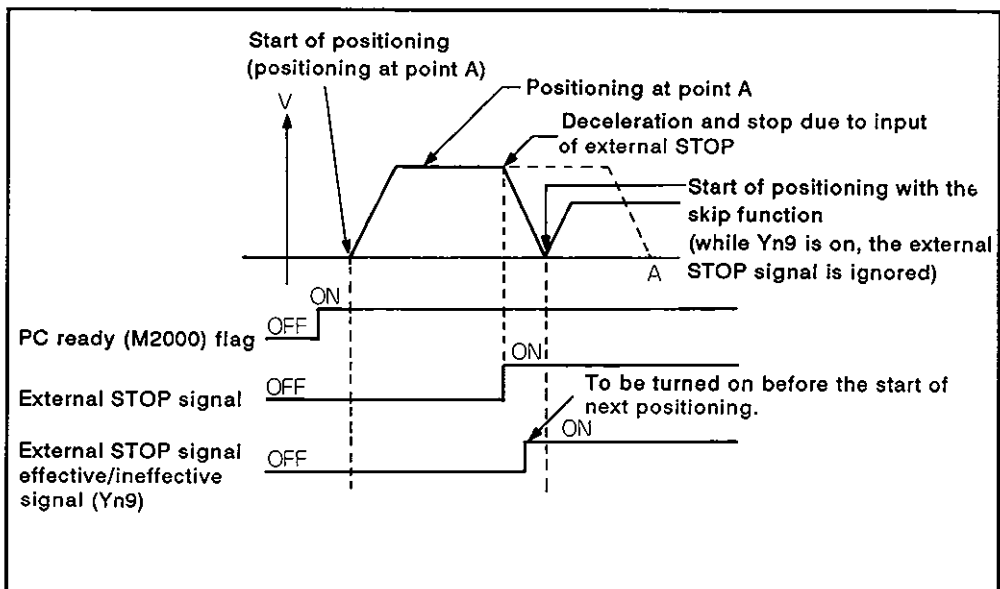 Start of positioning
(positioning at point A)
Positioning at point A
V
Deceleration and stop due to input
of external STOP
Start of positioning with the
skip function
(while Yn9 is on, the external
STOP signal is ignored)
A
ON
OFF
PC ready (M2000) flag
ON
OFF
External STOP signal
To be turned on before the start of
next positioning.
ON
External STOP signal
effective/ineffective
signal (Yn9)
OFF